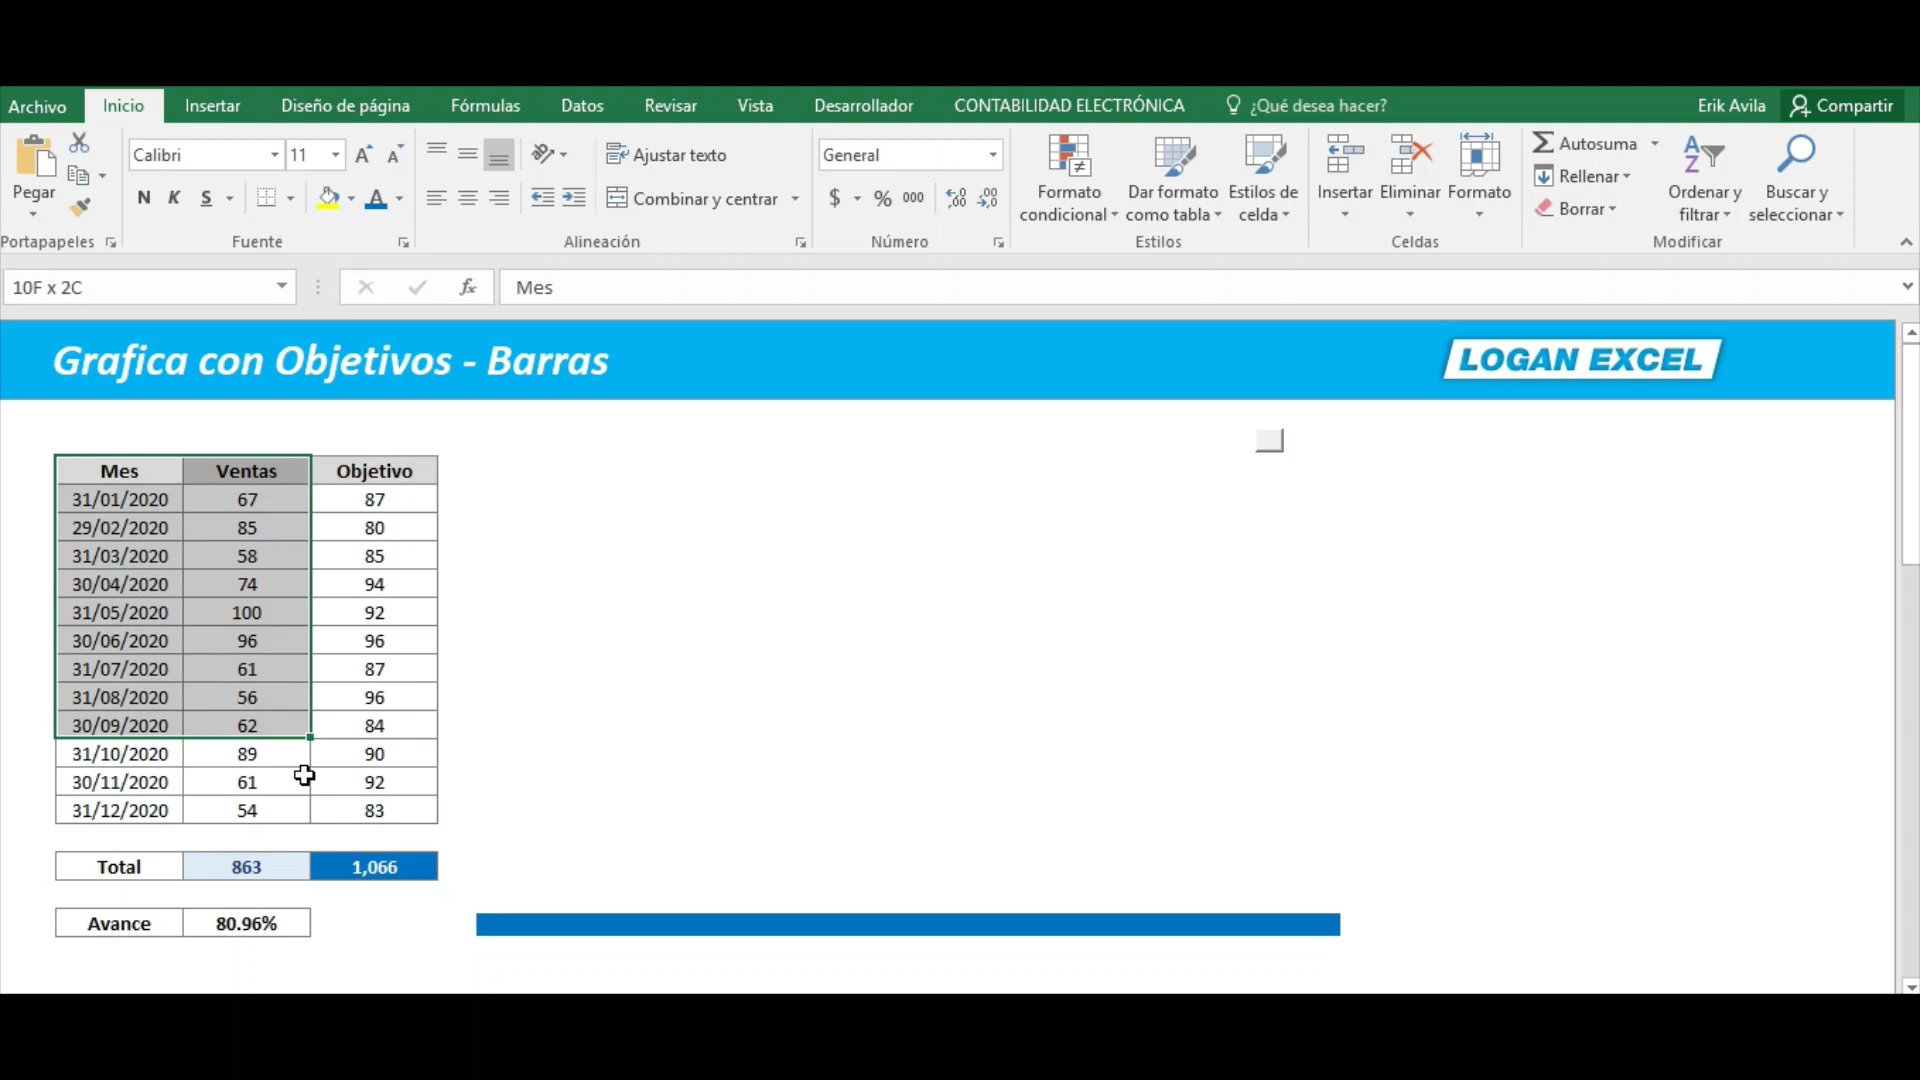 Archivo Inicio Insertar Diseño de página Fórmulas Datos Revisar Vista Desarrollador CONTABILIDAD ELECTRÓNICA ¿Qué desea hacer? Erik Avila Compartir
Pegar
Portapapeles
Calibri 11
N K S
Fuente
Ajustar texto
Combinar y centrar
Alineación
General
$ % 000
Número
Formato condicional
Dar formato como tabla
Estilos de celda
Estilos
Insertar Eliminar Formato
Celdas
Autosuma
Rellenar
Borrar
Ordenar y filtrar
Buscar y seleccionar
Modificar
10F x 2C fx Mes
Grafica con Objetivos - Barras
LOGAN EXCEL
Mes Ventas Objetivo
31/01/2020 67 87
29/02/2020 85 80
31/03/2020 58 85
30/04/2020 74 94
31/05/2020 100 92
30/06/2020 96 96
31/07/2020 61 87
31/08/2020 56 96
30/09/2020 62 84
31/10/2020 89 90
30/11/2020 61 92
31/12/2020 54 83
Total 863 1,066
Avance 80.96%